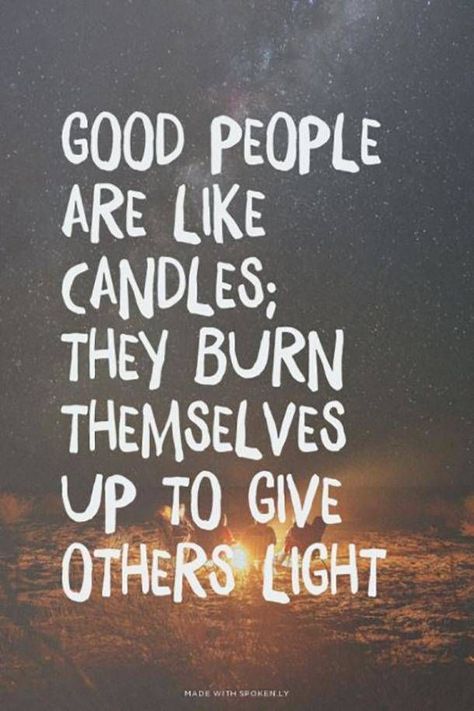 GOOD PEOPLE
ARE LIKE
CANDLES;
THEY BURN
THEMSELVES
UP TO GIVE
OTHERS LIGHT
MADE WITH SPOKEN.LY